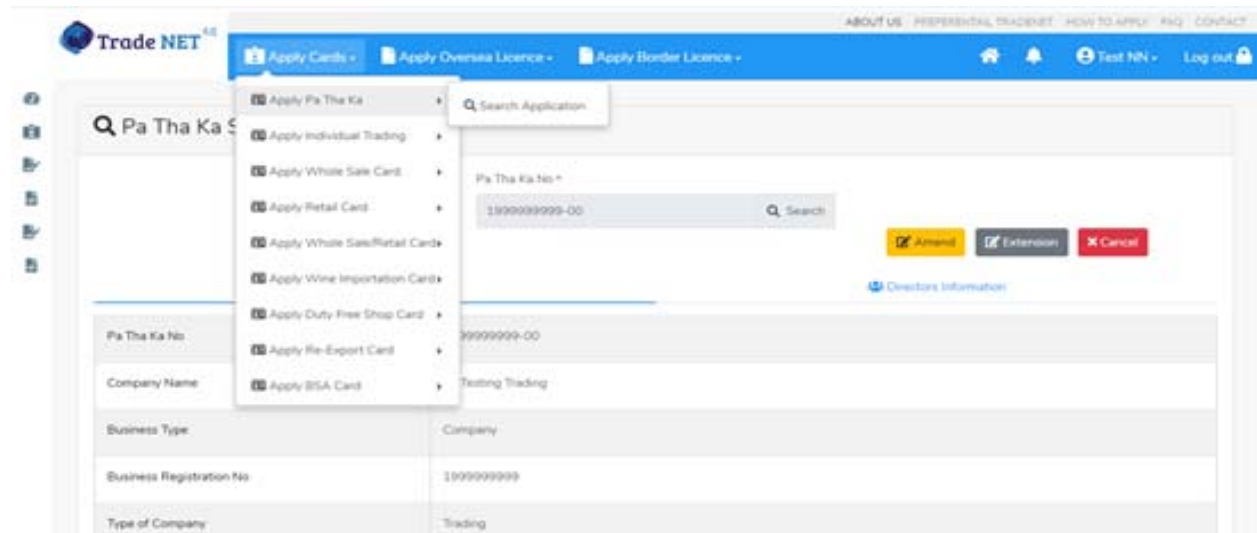 ABOUT US PREFERENTAIL TRADENET HOW TO APPLY FAQ CONTACT
Trade NET
Apply Cards
Apply Oversea Licence
Apply Border Licence
Test NN
Log out
Apply Pa Tha Ka
Search Application
Pa Tha Ka S
Apply Individual Trading
Apply Whole Sale Card
Pa Tha Ka No *
Apply Retail Card
1999999999-00
Search
Apply Whole Sale/Retail Card
Amend
Extension
Cancel
Apply Wine Importation Card
Directors Information
Apply Duty Free Shop Card
Pa Tha Ka No
99999999-00
Apply Re-Export Card
Company Name
Apply BSA Card
Testing Trading
Business Type
Company
Business Registration No
1999999999
Type of Company
Trading